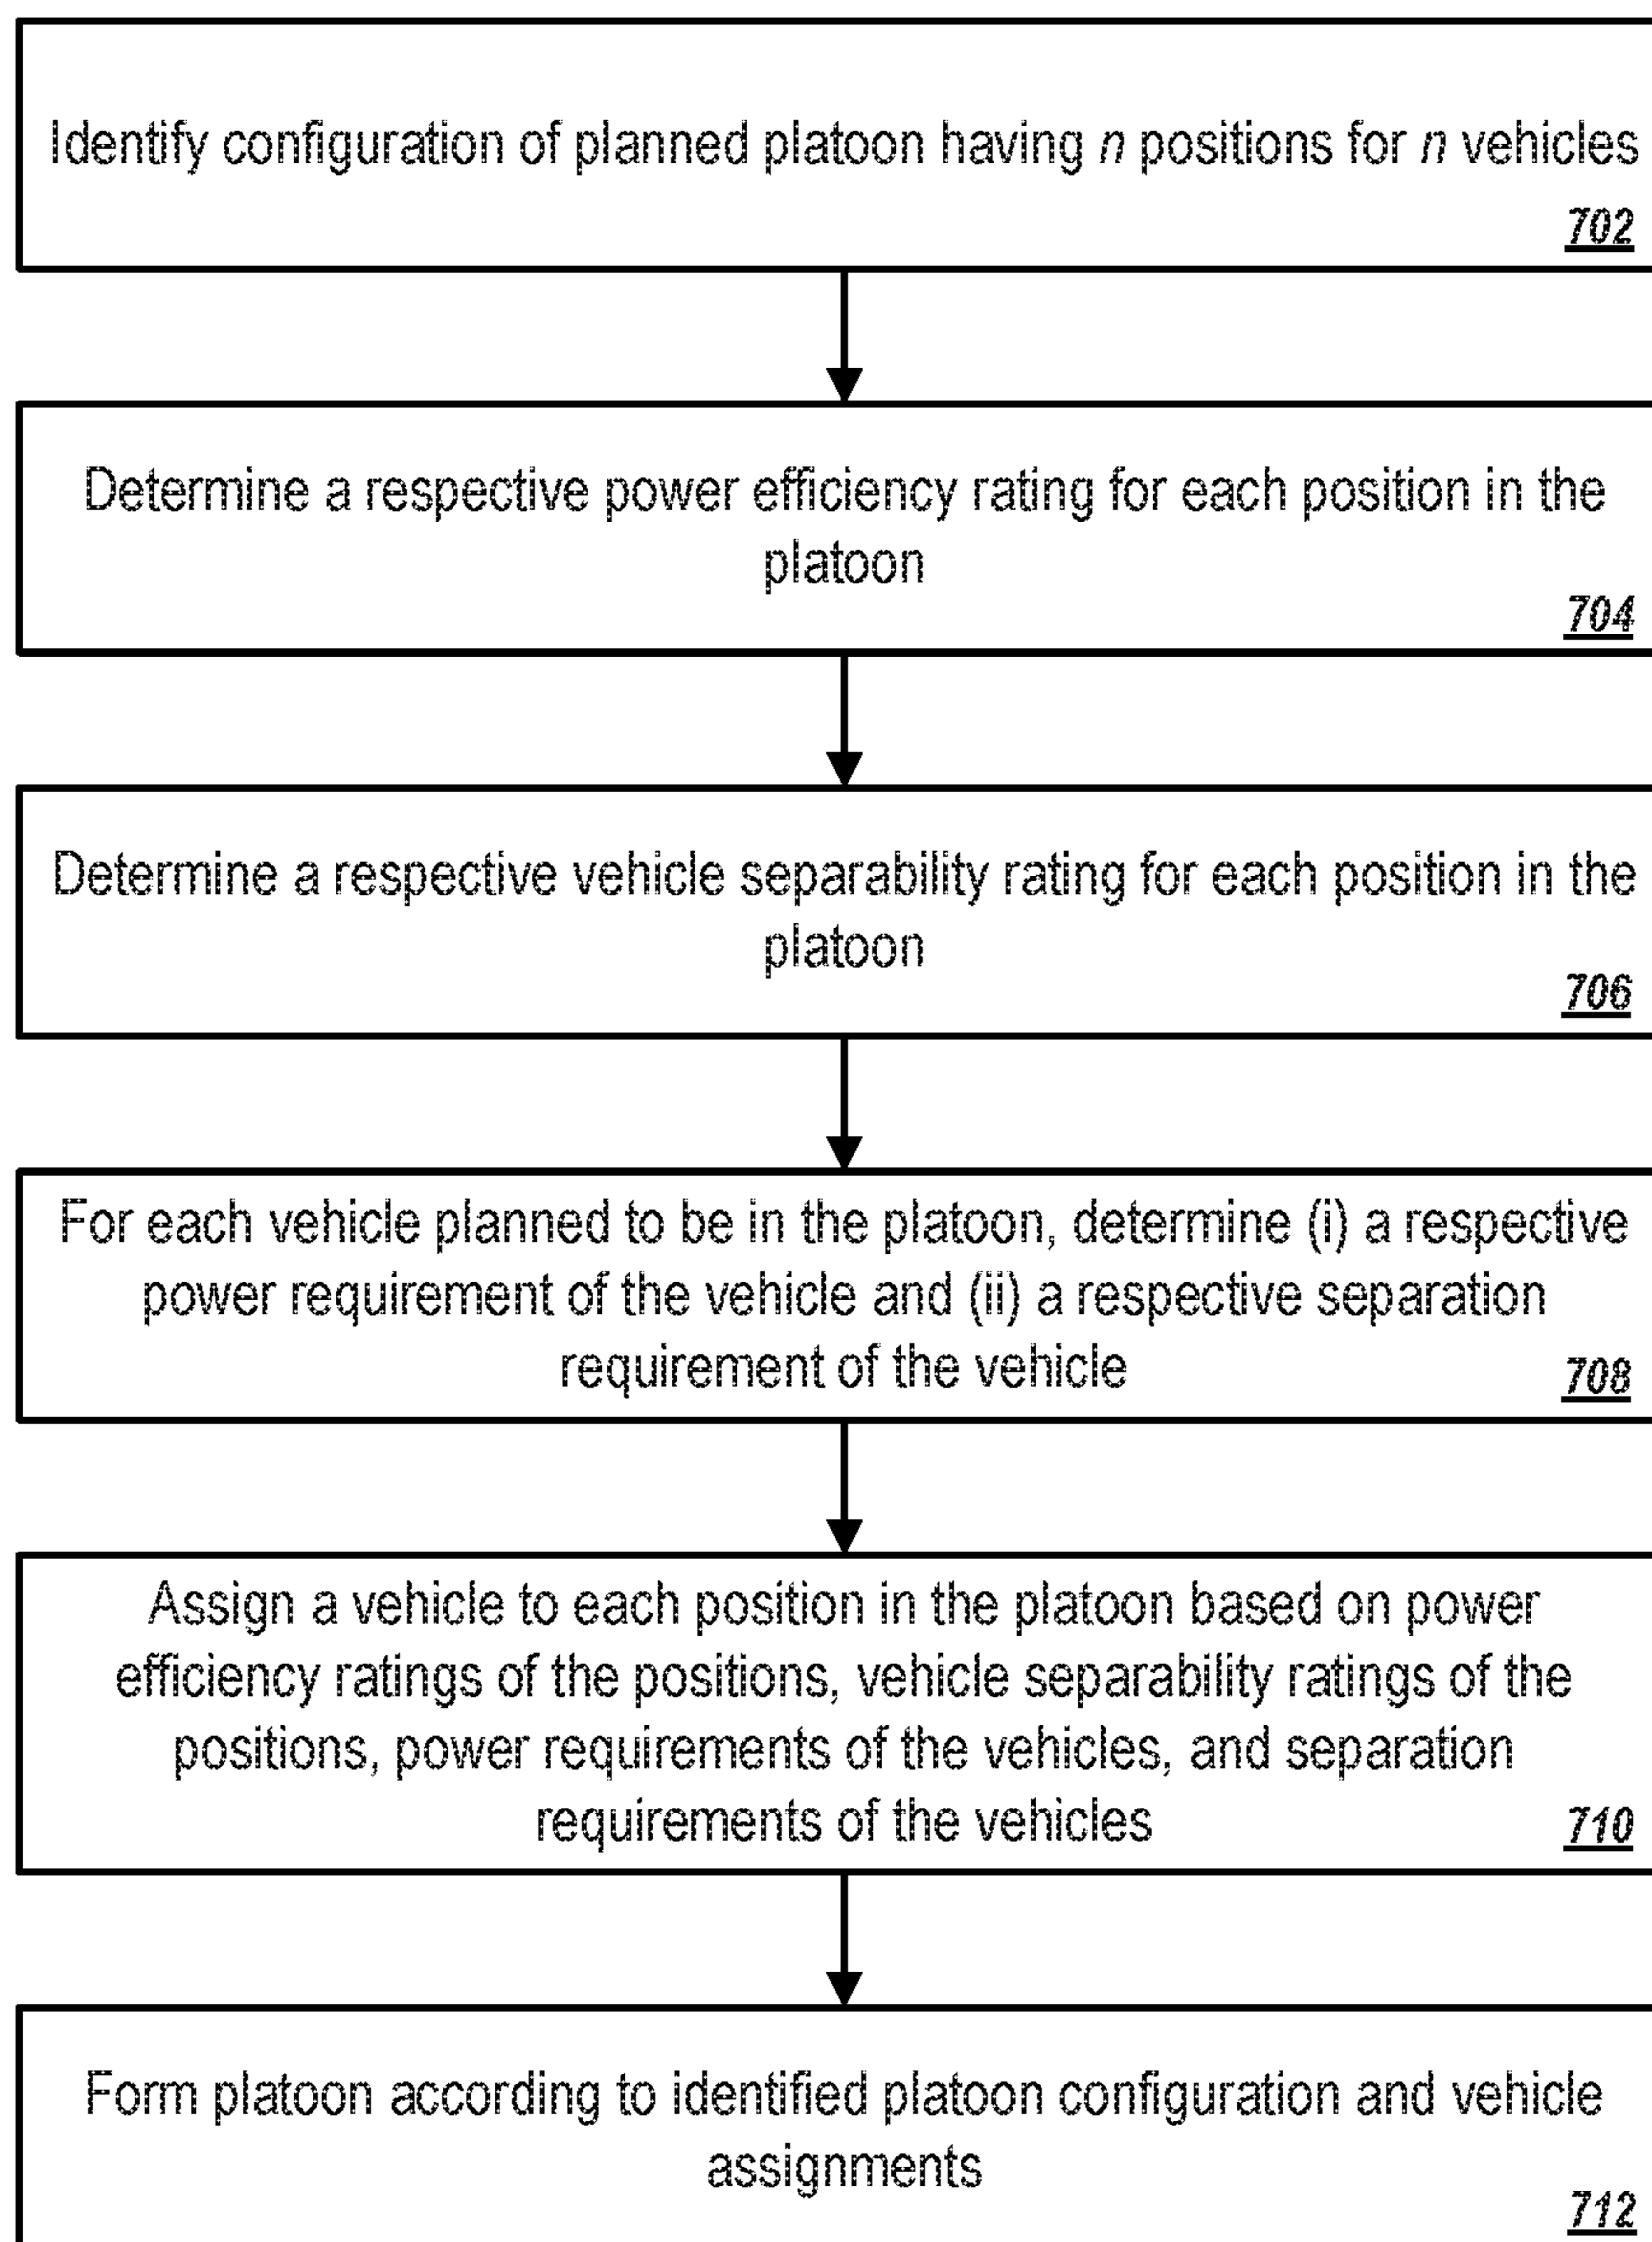 Identify configuration of planned platoon having n positions for n vehicles
702
Determine a respective power efficiency rating for each position in the
platoon
704
Determine a respective vehicle separability rating for each position in the
platoon
706
For each vehicle planned to be in the platoon, determine (i) a respective
power requirement of the vehicle and (ii) a respective separation
requirement of the vehicle
708
Assign a vehicle to each position in the platoon based on power
efficiency ratings of the positions, vehicle separability ratings of the
positions, power requirements of the vehicles, and separation
requirements of the vehicles
710
Form platoon according to identified platoon configuration and vehicle
assignments
712